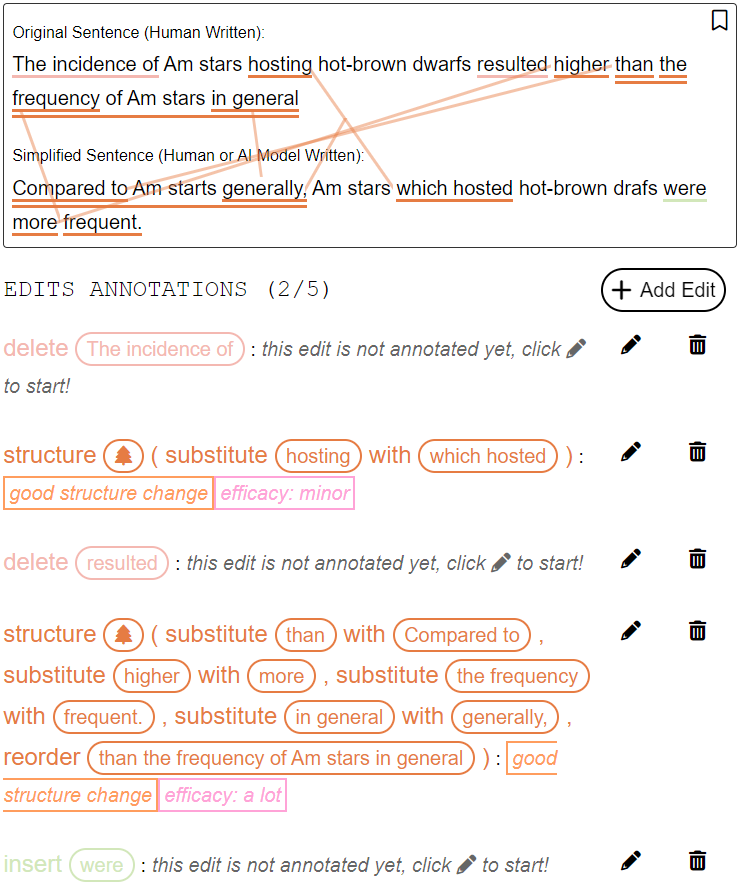 Original Sentence (Human Written):
The incidence of Am stars hosting hot-brown dwarfs resulted higher than the
frequency of Am stars in general
Simplified Sentence (Human or AI Model Written):
Compared to Am starts generally, Am stars which hosted hot-brown drafs were
more frequent.
EDITS ANNOTATIONS (2/5)
+ Add Edit
delete The incidence of : this edit is not annotated yet, click
to start!
structure ( substitute hosting with which hosted ) :
good structure change efficacy: minor
delete resulted : this edit is not annotated yet, click to start!
structure ( substitute than with Compared to ,
substitute higher with more , substitute the frequency
with frequent. , substitute in general with generally, ,
reorder than the frequency of Am stars in general ) : good
structure change efficacy: a lot
insert were : this edit is not annotated yet, click to start!